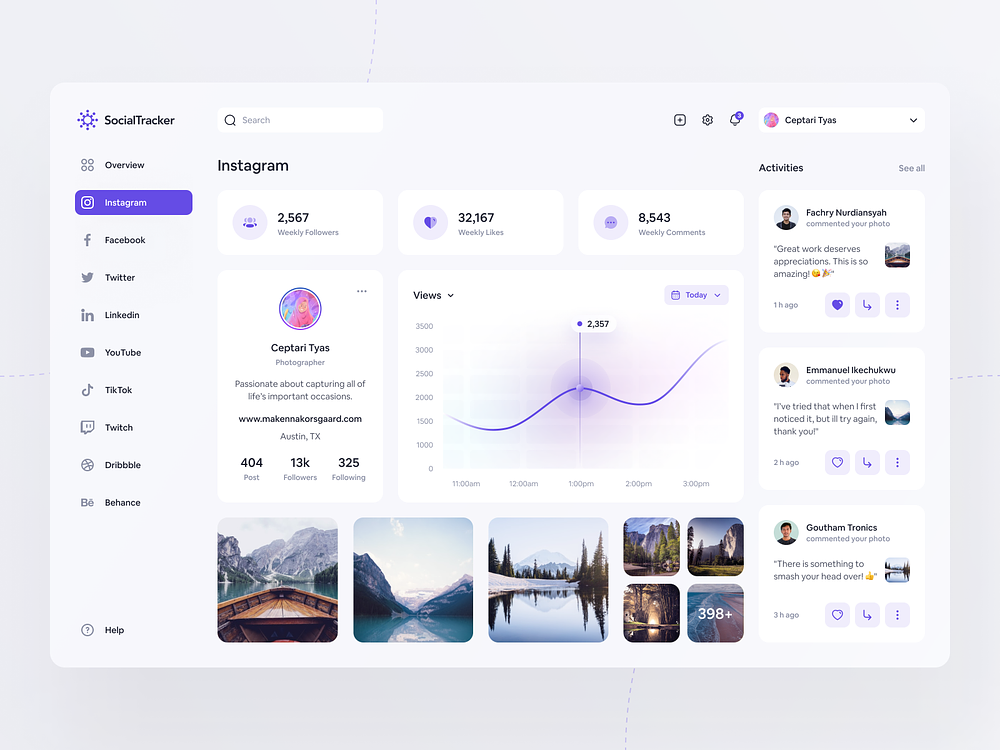 SocialTracker
Search
3
Ceptari Tyas
Overview
Instagram
Facebook
Twitter
Linkedin
YouTube
TikTok
Twitch
Dribbble
Bē Behance
Help
Instagram
2,567
Weekly Followers
32,167
Weekly Likes
8,543
Weekly Comments
Ceptari Tyas
Photographer
Passionate about capturing all of
life's important occasions.
www.makennakorsgaard.com
Austin, TX
404 13k 325
Post Followers Following
Views
Today
2,357
3500
3000
2500
2000
1500
1000
0
11:00am 12:00am 1:00pm 2:00pm 3:00pm
398+
Activities
See all
Fachry Nurdiansyah
commented your photo
"Great work deserves
appreciations. This is so
amazing! 😋🎉"
1 h ago
Emmanuel Ikechukwu
commented your photo
"I've tried that when I first
noticed it, but ill try again,
thank you!"
2 h ago
Goutham Tronics
commented your photo
"There is something to
smash your head over! 👍"
3 h ago